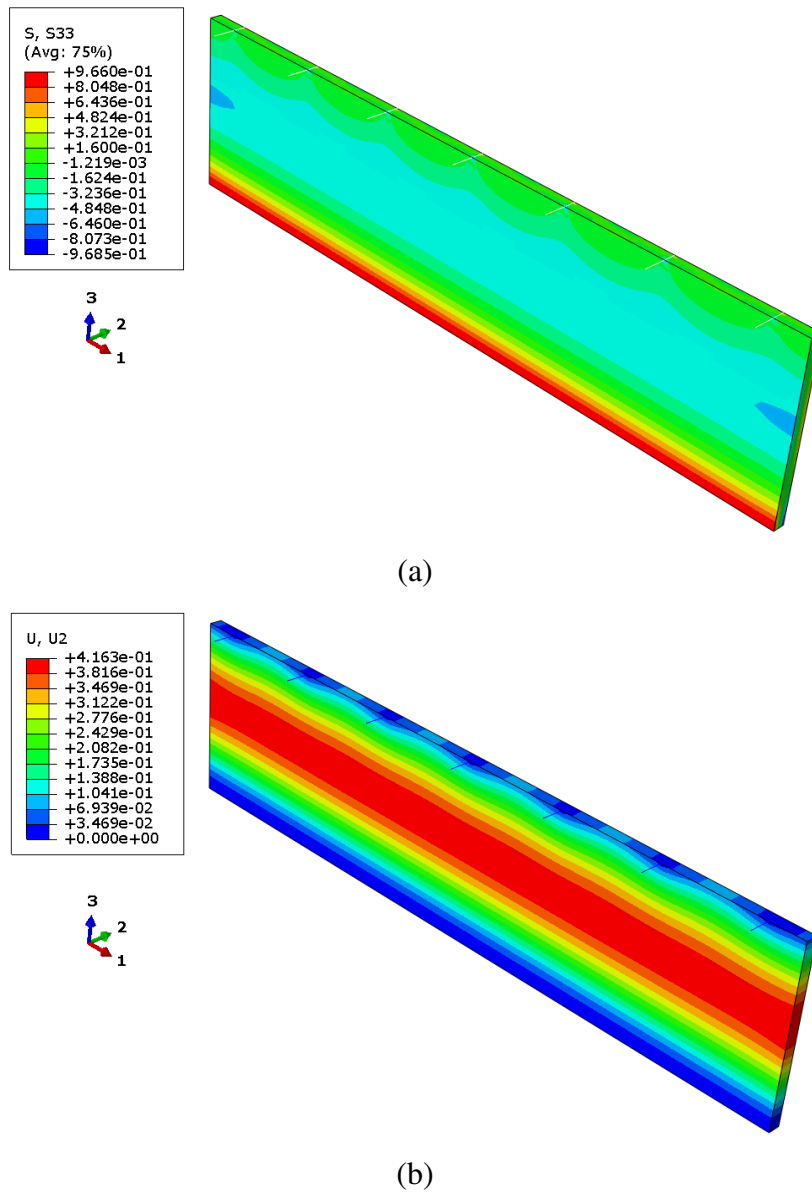 S, S33
(Avg: 75%)
+9.660e-01
+8.048e-01
+6.436e-01
+4.824e-01
+3.212e-01
+1.600e-01
-1.219e-03
-1.624e-01
-3.236e-01
-4.848e-01
-6.460e-01
-8.073e-01
-9.685e-01
3
2
1
(a)
U, U2
+4.163e-01
+3.816e-01
+3.469e-01
+3.122e-01
+2.776e-01
+2.429e-01
+2.082e-01
+1.735e-01
+1.388e-01
+1.041e-01
+6.939e-02
+3.469e-02
+0.000e+00
3
2
1
(b)